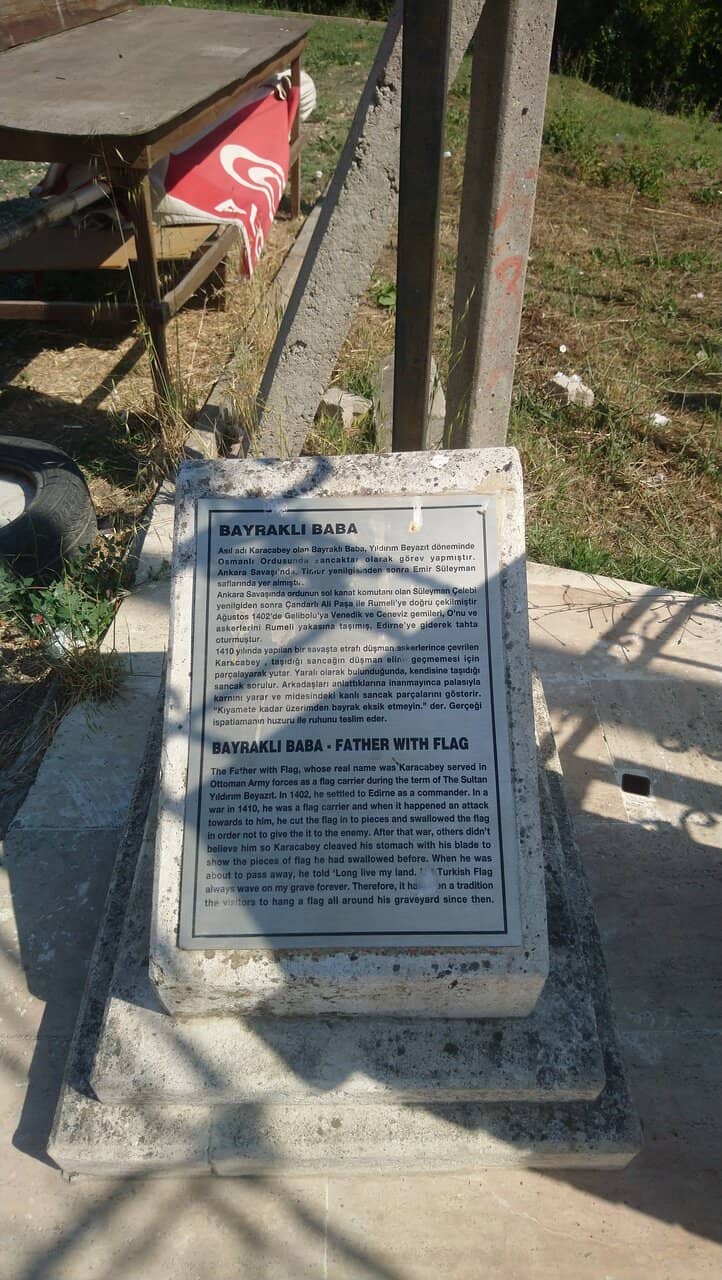 BAYRAKLI BABA
Asıl adı Karacabey olan Bayraklı Baba, Yıldırım Beyazıt döneminde
Osmanlı Ordusunda sancaktar olarak görev yapmıştır.
Ankara Savaşı'nda, Timur yenilgisinden sonra Emir Süleyman
saflarında yer almıştır.
Ankara Savaşında ordunun sol kanat komutanı olan Süleyman Çelebi
yenilgiden sonra Çandarlı Ali Paşa ile Rumeli'ye doğru çekilmiştir
Ağustos 1402'de Gelibolu'ya Venedik ve Ceneviz gemileri, O'nu ve
askerlerini Rumeli yakasına taşımış, Edirne'ye giderek tahta
oturmuştur.
1410 yılında yapılan bir savaşta etrafı düşman askerlerince çevrilen
Karacabey , taşıdığı sancağın düşman eline geçmemesi için
parçalayarak yutar. Yaralı olarak bulunduğunda, kendisine taşıdığı
sancak sorulur. Arkadaşları anlattıklarına inanmayınca palasıyla
karnını yarar ve midesindeki kanlı sancak parçalarını gösterir.
"Kıyamete kadar üzerimden bayrak eksik etmeyin." der. Gerçeği
ispatlamanın huzuru ile ruhunu teslim eder.
BAYRAKLI BABA - FATHER WITH FLAG
The Father with Flag, whose real name was Karacabey served in
Ottoman Army forces as a flag carrier during the term of The Sultan
Yıldırım Beyazıt. In 1402, he settled to Edirne as a commander. In a
war in 1410, he was a flag carrier and when it happened an attack
towards to him, he cut the flag in to pieces and swallowed the flag
in order not to give the it to the enemy. After that war, others didn't
believe him so Karacabey cleaved his stomach with his blade to
show the pieces of flag he had swallowed before. When he was
about to pass away, he told 'Long live my land. Turkish Flag
always wave on my grave forever. Therefore, it a tradition
the visitors to hang a flag all around his graveyard since then.